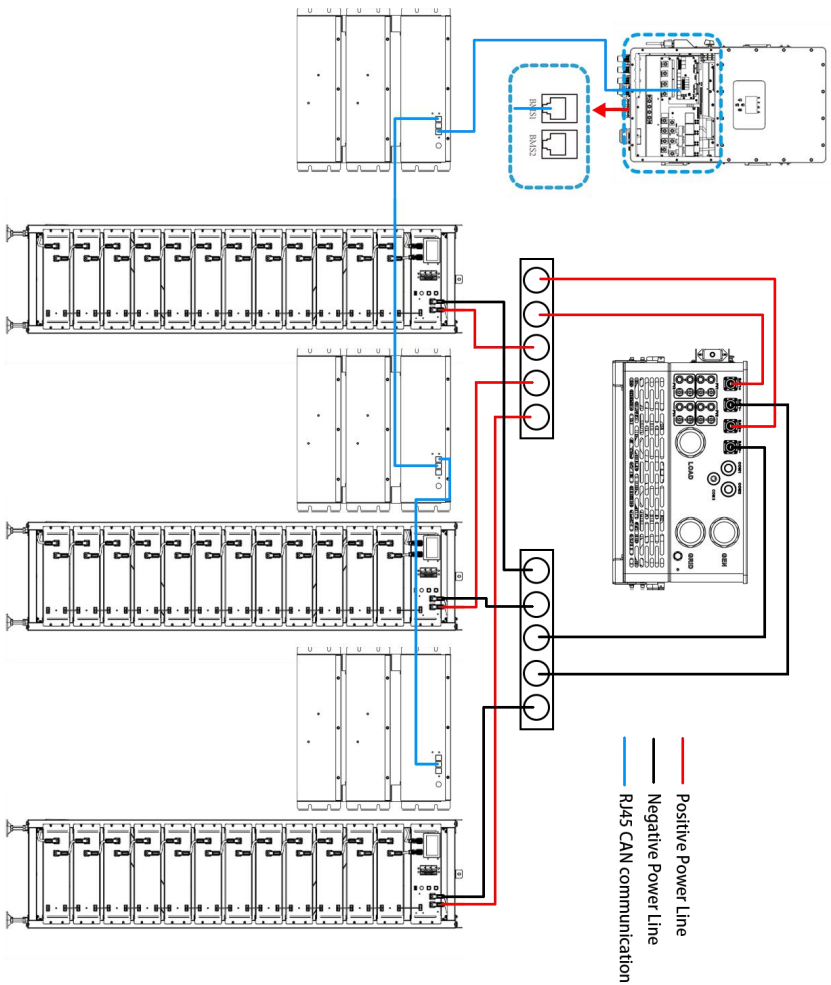 BMS1
BMS2
LOAD
GRID
GEN
Positive Power Line
Negative Power Line
RJ45 CAN communication